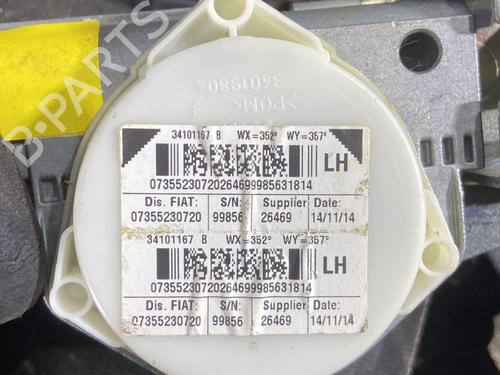 B-PARTS
>POM<
34019804
34101167 B WX=352° WY=357°
LH
07355230720264699985631814
Dis. FIAT: S/N: Supplier Date:
07355230720 99856 26469 14/11/14
34101167 B WX=352° WY=357°
LH
07355230720264699985631814
Dis. FIAT: S/N: Supplier Date:
07355230720 99856 26469 14/11/14